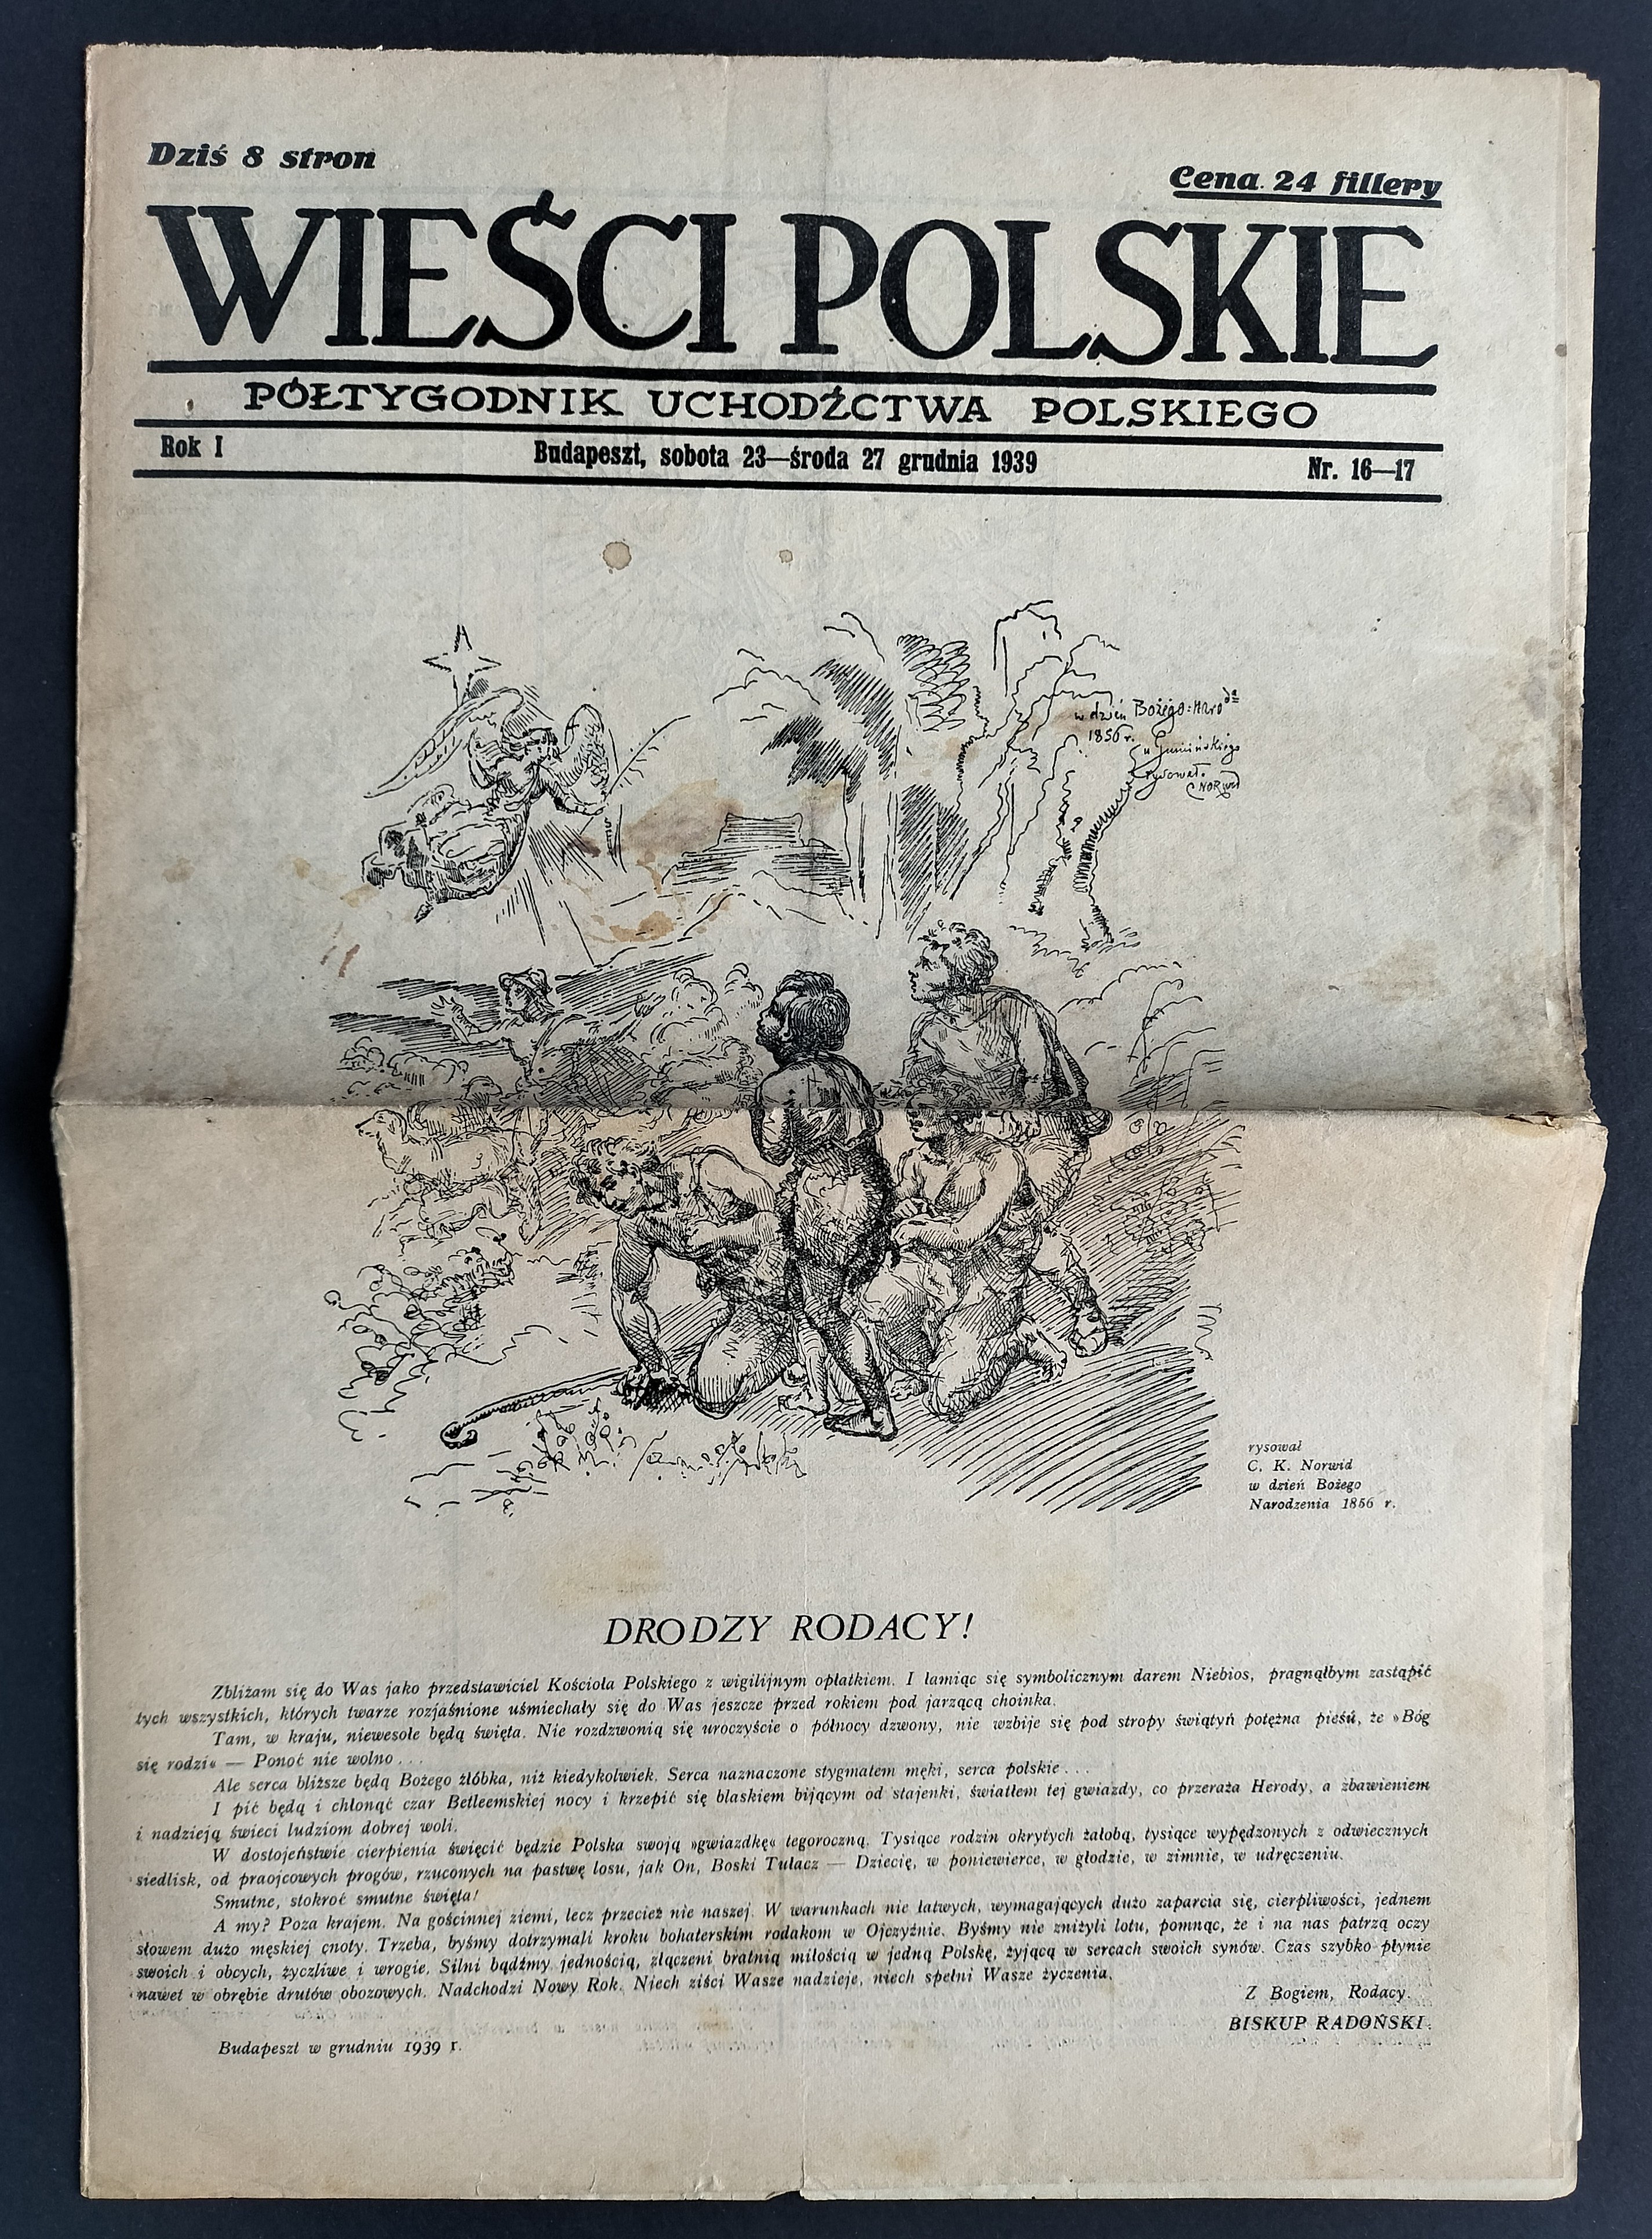 Dziś 8 stron
Cena 24 fillery
WIEŚCI POLSKIE
PÓŁTYGODNIK UCHODŹCTWA POLSKIEGO
Rok I
Budapeszt, sobota 23—środa 27 grudnia 1939
Nr. 16—17
w dzień Bożego
1856 r.
rysował
rysował
C. K. Norwid
w dzień Bożego
Narodzenia 1856 r.
DRODZY RODACY!
Zbliżam się do Was jako przedstawiciel Kościoła Polskiego z wigilijnym opłatkiem. I łamiąc się symbolicznym darem Niebios, pragnąłbym zastąpić
tych wszystkich, których twarze rozjaśnione uśmiechały się do Was jeszcze przed rokiem pod jarzącą choinka.
Tam, w kraju, niewesołe będą święta. Nie rozdzwonią się uroczyście o północy dzwony, nie wzbije się pod stropy świątyń potężna pieśń, że »Bóg
się rodzi« — Ponoć nie wolno . . .
Ale serca bliższe będą Bożego żłóbka, niż kiedykolwiek. Serca naznaczone stygmatem męki, serca polskie . . .
I pić będą i chłonąć czar Betleemskiej nocy i krzepić się blaskiem bijącym od stajenki, światłem tej gwiazdy, co przeraża Herody, a zbawieniem
i nadzieją świeci ludziom dobrej woli.
W dostojeństwie cierpienia święcić będzie Polska swoją »gwiazdkę« tegoroczną. Tysiące rodzin okrytych żałobą, tysiące wypędzonych z odwiecznych
siedlisk, od praojcowych progów, rzuconych na pastwę losu, jak On, Boski Tułacz — Dziecię, w poniewierce, w głodzie, w zimnie, w udręczeniu.
Smutne, stokroć smutne święta!
A my? Poza krajem. Na gościnnej ziemi, lecz przecież nie naszej. W warunkach nie łatwych, wymagających dużo zaparcia się, cierpliwości, jednem
słowem dużo męskiej cnoty. Trzeba, byśmy dotrzymali kroku bohaterskim rodakom w Ojczyźnie. Byśmy nie zniżyli lotu, pomnąc, że i na nas patrzą oczy
swoich i obcych, życzliwe i wrogie. Silni bądźmy jednością, złączeni bratnią miłością w jedną Polskę, żyjącą w sercach swoich synów. Czas szybko płynie
nawet w obrębie drutów obozowych. Nadchodzi Nowy Rok. Niech ziści Wasze nadzieje, niech spełni Wasze życzenia.
Z Bogiem, Rodacy.
BISKUP RADOŃSKI.
Budapeszt w grudniu 1939 r.